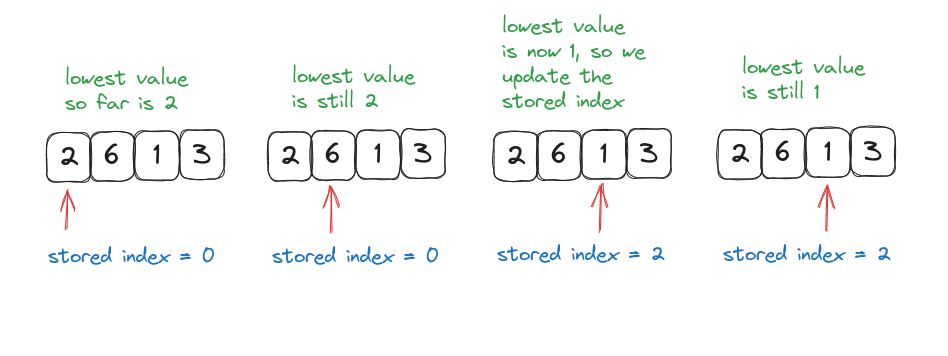 lowest value
so far is 2
2 6 1 3
stored index = 0
lowest value
is still 2
2 6 1 3
stored index = 0
lowest value
is now 1, so we
update the
stored index
2 6 1 3
stored index = 2
lowest value
is still 1
2 6 1 3
stored index = 2